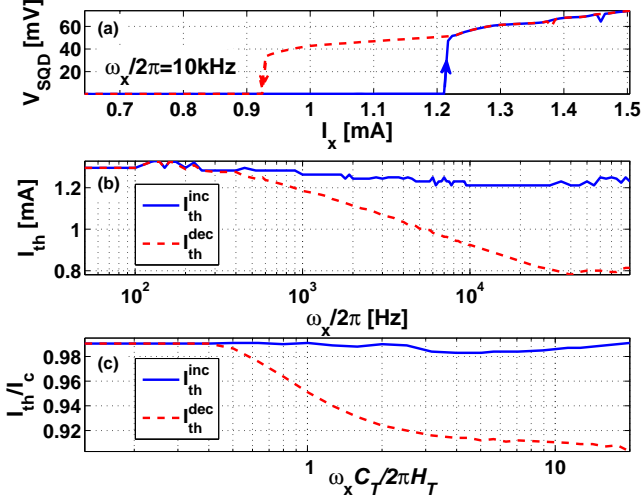 (a)
V_SQD [mV]
60
40
20
ω_x/2π=10kHz
0.7 0.8 0.9 1 1.1 1.2 1.3 1.4 1.5
I_x [mA]
(b)
I_th [mA]
1.2
1
0.8
I_th^inc
I_th^dec
10^2 10^3 10^4
ω_x/2π [Hz]
(c)
I_th/I_c
0.98
0.96
0.94
0.92
I_th^inc
I_th^dec
1 10
ω_x C_T/2πH_T